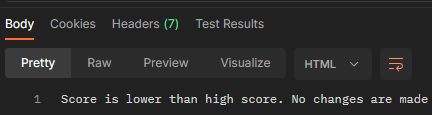 Body Cookies Headers (7) Test Results
Pretty Raw Preview Visualize HTML
1 Score is lower than high score. No changes are made